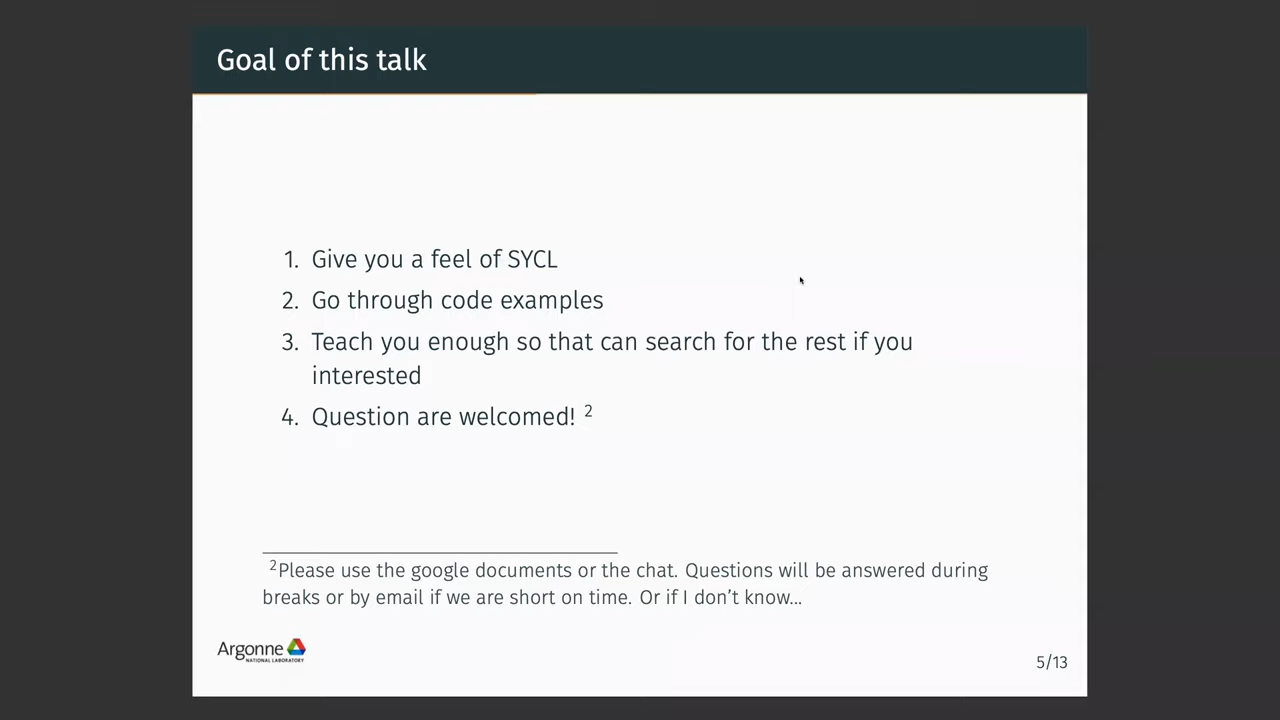 Goal of this talk
1. Give you a feel of SYCL
2. Go through code examples
3. Teach you enough so that can search for the rest if you
interested
4. Question are welcomed! 2
2Please use the google documents or the chat. Questions will be answered during
breaks or by email if we are short on time. Or if I don't know...
Argonne
NATIONAL LABORATORY
5/13